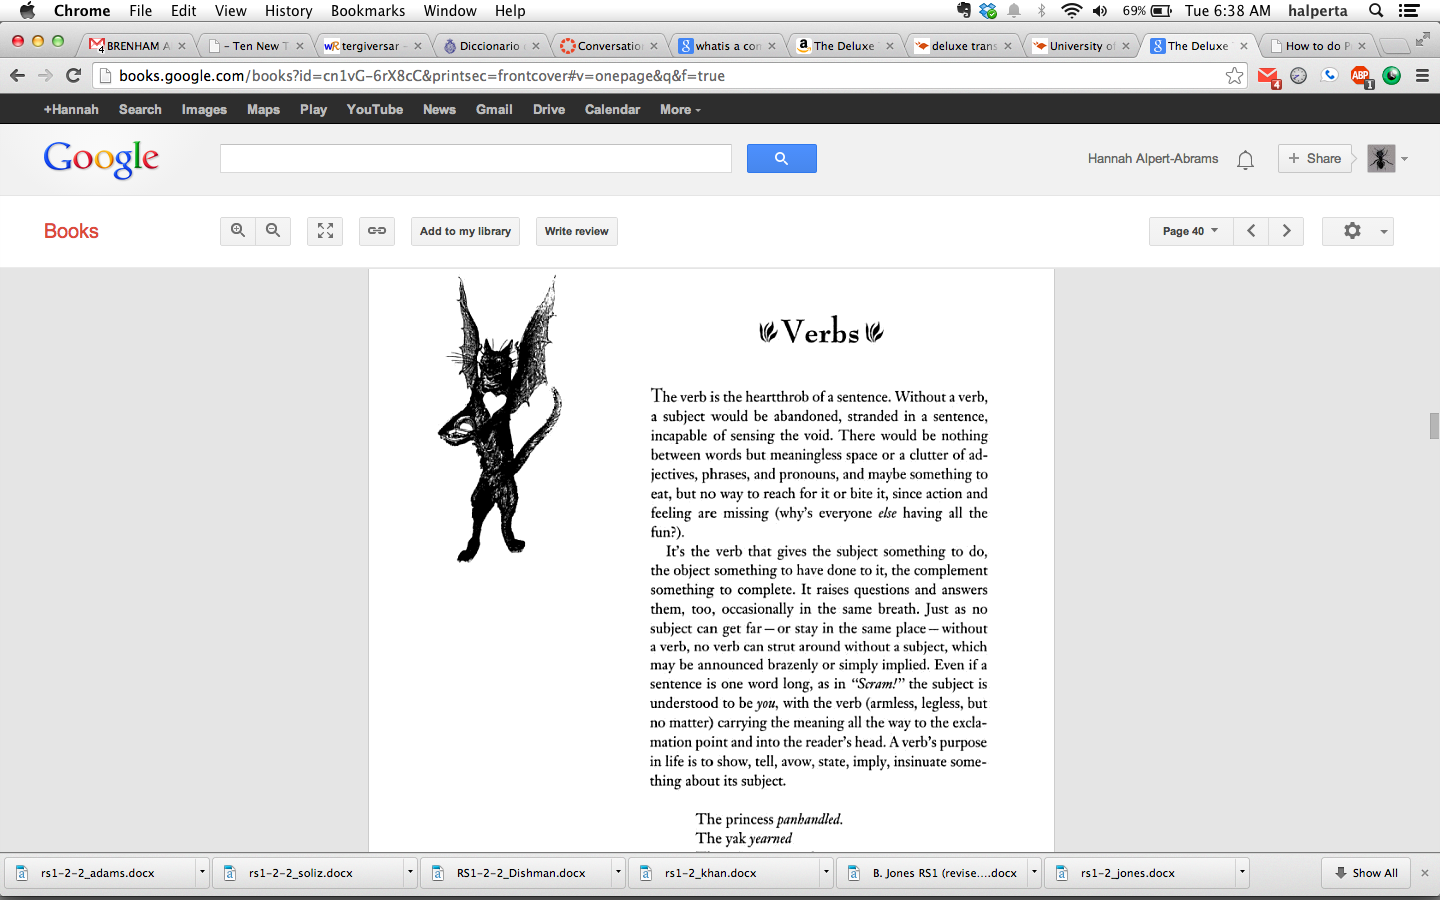 Chrome File Edit View History Bookmarks Window Help 4 69% Tue 6:38 AM halperta
4 BRENHAM A × – Ten New T × wR tergiversar – × Diccionario × Conversation × 8 whatis a con × a The Deluxe × deluxe trans × University of × 8 The Deluxe × How to do P ×
books.google.com/books?id=cn1vG-6rX8cC&printsec=frontcover#v=onepage&q&f=true 4 ABP 1
+Hannah Search Images Maps Play YouTube News Gmail Drive Calendar More
Google Hannah Alpert-Abrams + Share
Books Add to my library Write review Page 40
Verbs
The verb is the heartthrob of a sentence. Without a verb,
a subject would be abandoned, stranded in a sentence,
incapable of sensing the void. There would be nothing
between words but meaningless space or a clutter of ad-
jectives, phrases, and pronouns, and maybe something to
eat, but no way to reach for it or bite it, since action and
feeling are missing (why's everyone else having all the
fun?).
It's the verb that gives the subject something to do,
the object something to have done to it, the complement
something to complete. It raises questions and answers
them, too, occasionally in the same breath. Just as no
subject can get far—or stay in the same place—without
a verb, no verb can strut around without a subject, which
may be announced brazenly or simply implied. Even if a
sentence is one word long, as in "Scram!" the subject is
understood to be you, with the verb (armless, legless, but
no matter) carrying the meaning all the way to the excla-
mation point and into the reader's head. A verb's purpose
in life is to show, tell, avow, state, imply, insinuate some-
thing about its subject.
The princess panhandled.
The yak yearned
rs1-2-2_adams.docx rs1-2-2_soliz.docx RS1-2-2_Dishman.docx rs1-2_khan.docx B. Jones RS1 (revise....docx rs1-2_jones.docx Show All ×